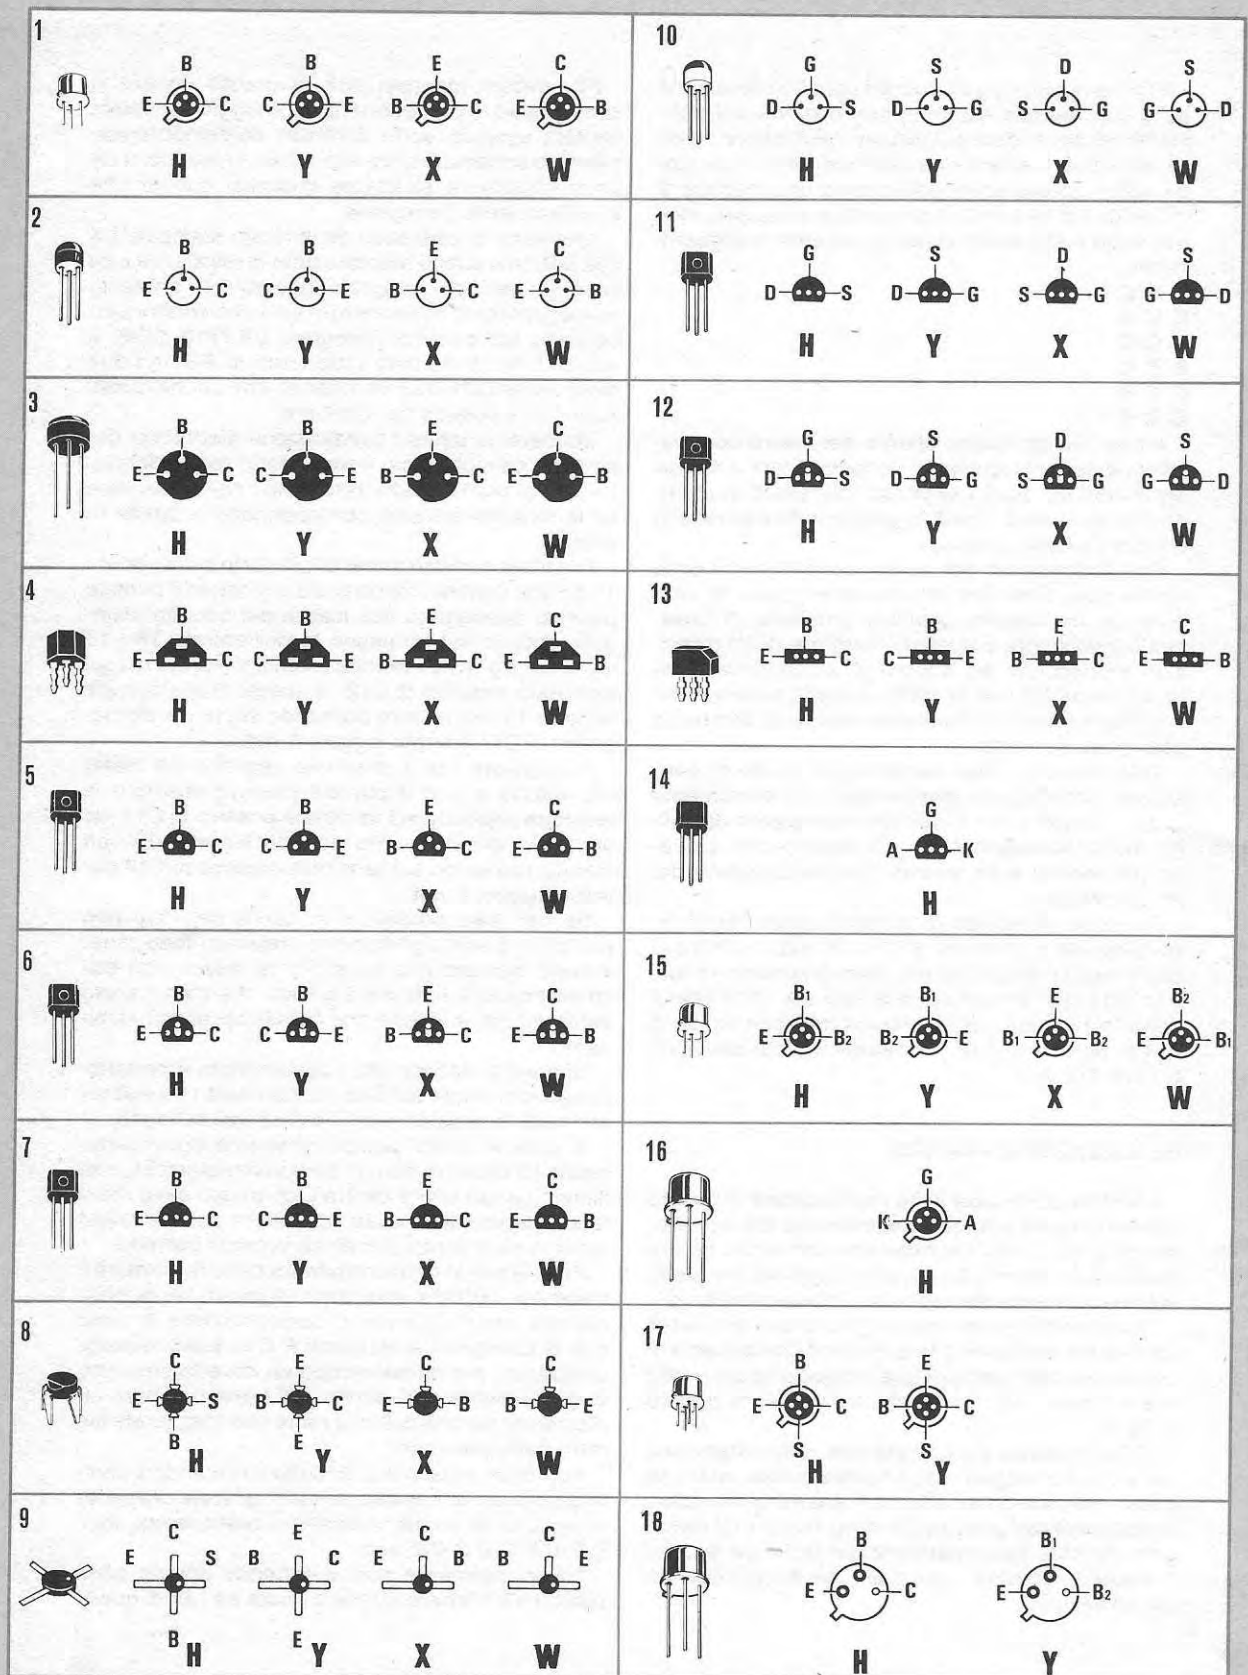 1
B B E C
E C C E B C E B
H Y X W
2
B B E C
E C C E B C E B
H Y X W
3
B B E C
E C C E B C E B
H Y X W
4
B B E C
E C C E B C E B
H Y X W
5
B B E C
E C C E B C E B
H Y X W
6
B B E C
E C C E B C E B
H Y X W
7
B B E C
E C C E B C E B
H Y X W
8
C E C C
E S B C E B B E
B E
H Y X W
9
C E C C
E S B C E B B E
B E
H Y X W
10
G S D S
D S D G S G G D
H Y X W
11
G S D S
D S D G S G G D
H Y X W
12
G S D S
D S D G S G G D
H Y X W
13
B B E C
E C C E B C E B
H Y X W
14
G
A K
H
15
B1 B1 E B2
E B2 B2 E B1 B2 E B1
H Y X W
16
G
K A
H
17
B E
E C B C
S S
H Y
18
B B1
E C E B2
H Y